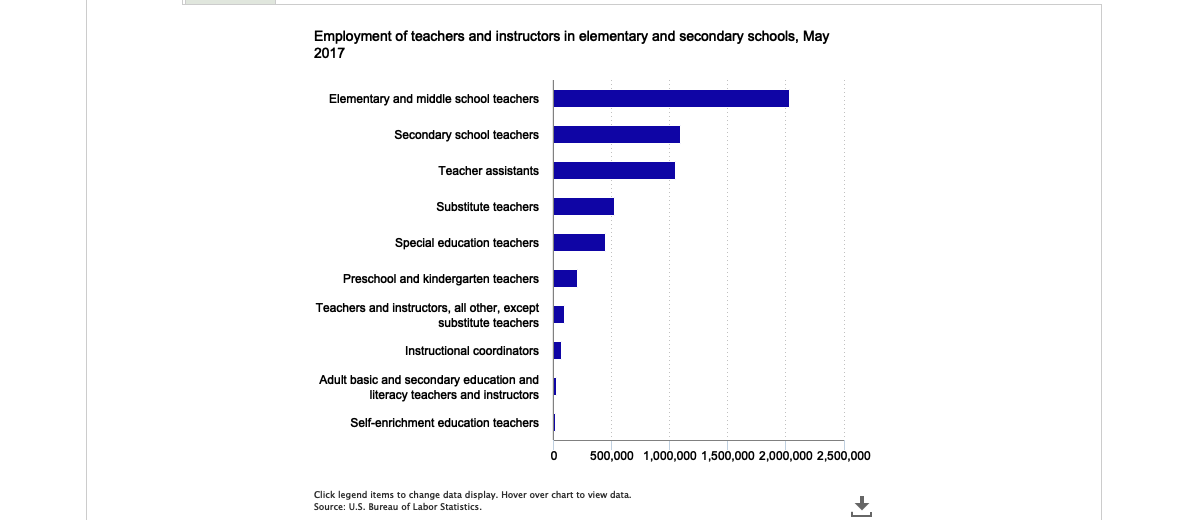 Employment of teachers and instructors in elementary and secondary schools, May
2017
Elementary and middle school teachers
Secondary school teachers
Teacher assistants
Substitute teachers
Special education teachers
Preschool and kindergarten teachers
Teachers and instructors, all other, except
substitute teachers
Instructional coordinators
Adult basic and secondary education and
literacy teachers and instructors
Self-enrichment education teachers
0 500,000 1,000,000 1,500,000 2,000,000 2,500,000
Click legend items to change data display. Hover over chart to view data.
Source: U.S. Bureau of Labor Statistics.